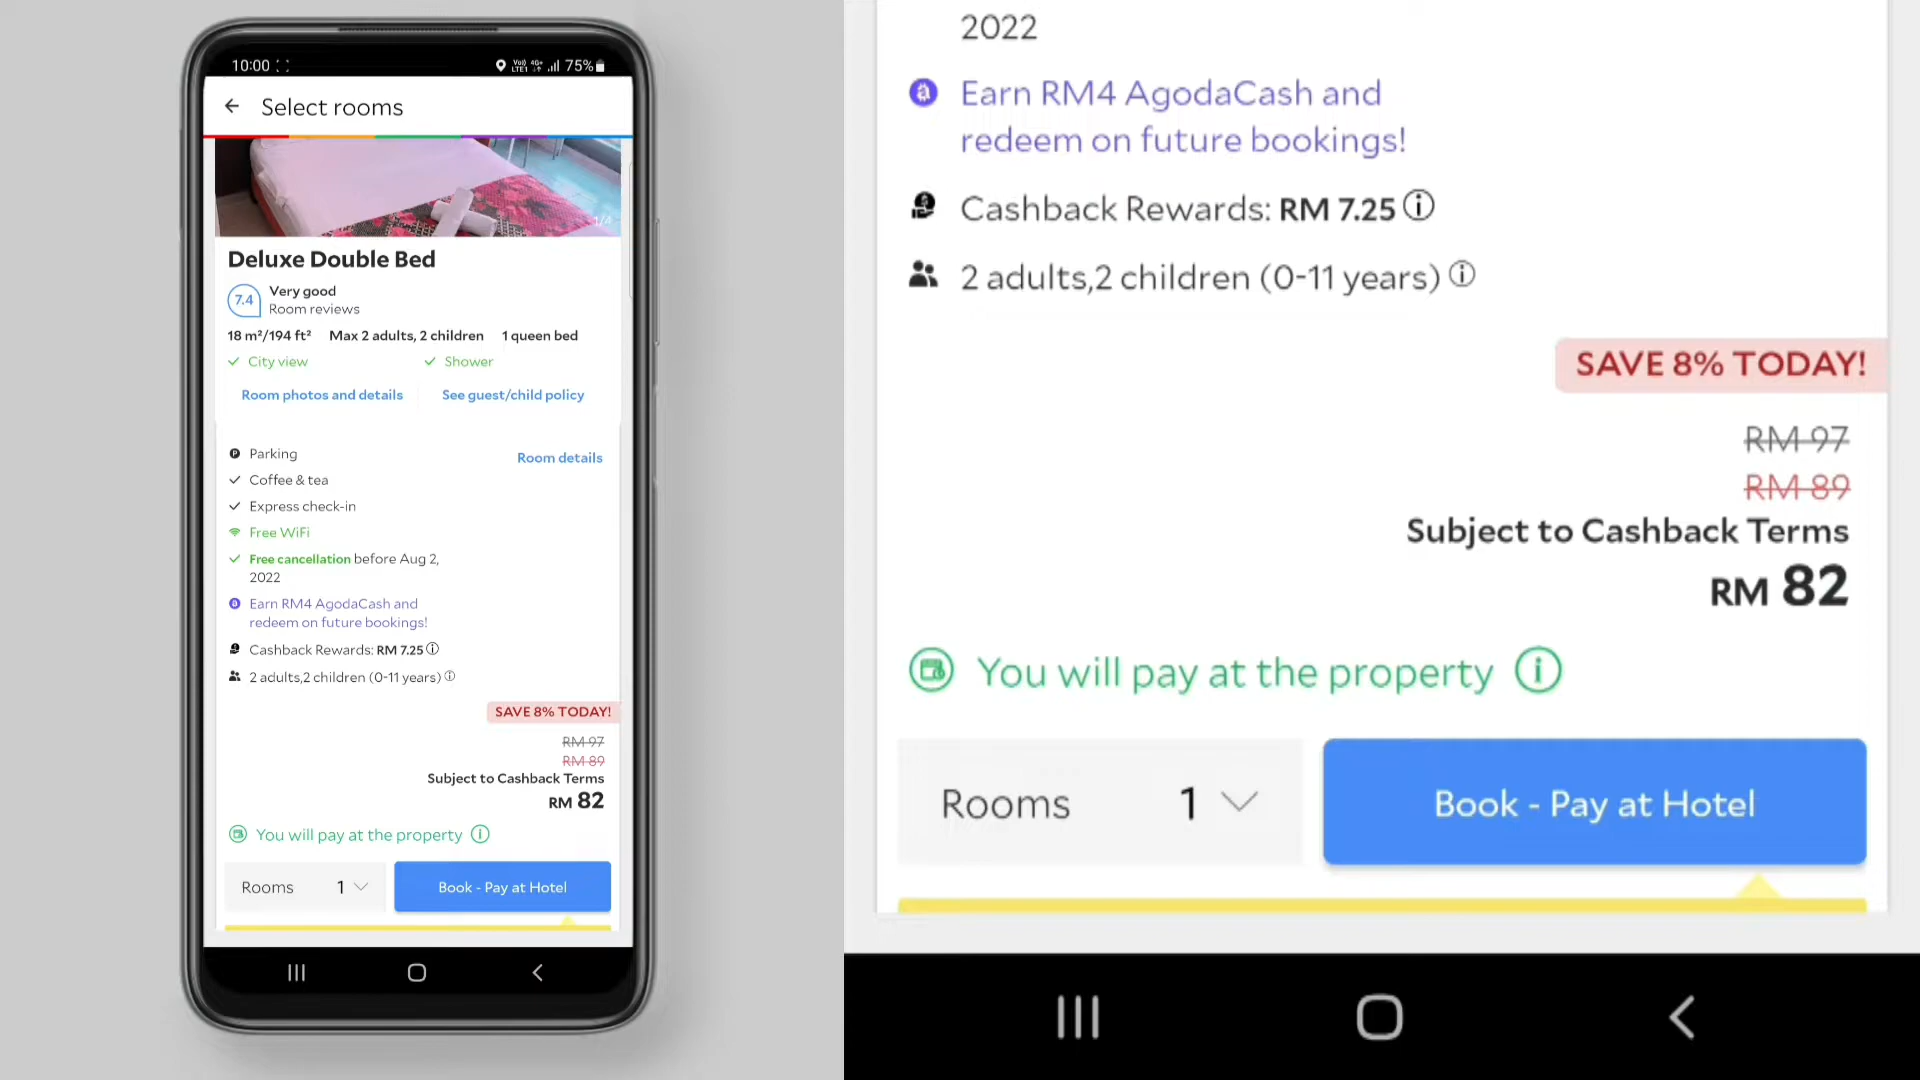 10:00
Vo)) 4G+
LTE1
75%
Select rooms
1/4
Deluxe Double Bed
7.4
Very good
Room reviews
18 m²/194 ft² Max 2 adults, 2 children 1 queen bed
City view Shower
Room photos and details See guest/child policy
Parking
Room details
Coffee & tea
Express check-in
Free WiFi
Free cancellation before Aug 2,
2022
Earn RM4 AgodaCash and
redeem on future bookings!
Cashback Rewards: RM 7.25
2 adults,2 children (0-11 years)
SAVE 8% TODAY!
RM 97
RM 89
Subject to Cashback Terms
RM 82
You will pay at the property
Rooms 1
Book - Pay at Hotel
2022
Earn RM4 AgodaCash and
redeem on future bookings!
Cashback Rewards: RM 7.25
2 adults,2 children (0-11 years)
SAVE 8% TODAY!
RM 97
RM 89
Subject to Cashback Terms
RM 82
You will pay at the property
Rooms 1
Book - Pay at Hotel